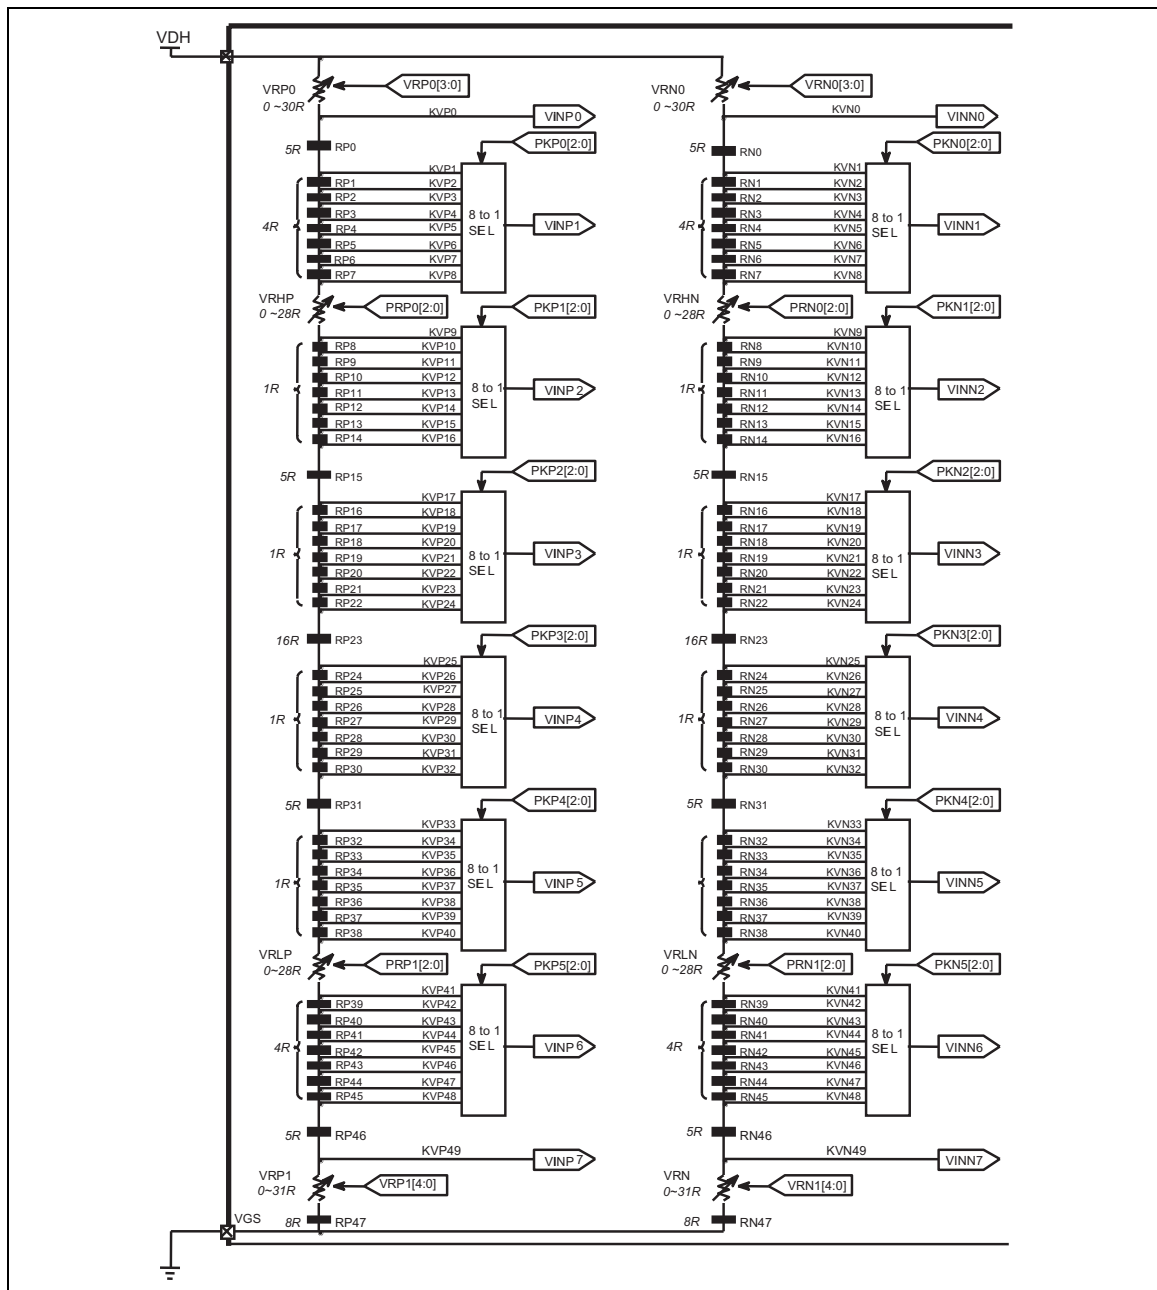 VDH
VRP0
0 ~30R
VRP0[3:0]
KVP0
VINP0
5R
RP0
PKP0[2:0]
KVP1
RP1 KVP2
RP2 KVP3
RP3 KVP4
RP4 KVP5
RP5 KVP6
RP6 KVP7
RP7 KVP8
4R
8 to 1
SEL
VINP1
VRHP
0 ~28R
PRP0[2:0]
PKP1[2:0]
KVP9
RP8 KVP10
RP9 KVP11
RP10 KVP12
RP11 KVP13
RP12 KVP14
RP13 KVP15
RP14 KVP16
1R
8 to 1
SEL
VINP2
5R
RP15
PKP2[2:0]
KVP17
RP16 KVP18
RP17 KVP19
RP18 KVP20
RP19 KVP21
RP20 KVP22
RP21 KVP23
RP22 KVP24
1R
8 to 1
SEL
VINP3
16R
RP23
PKP3[2:0]
KVP25
RP24 KVP26
RP25 KVP27
RP26 KVP28
RP27 KVP29
RP28 KVP30
RP29 KVP31
RP30 KVP32
1R
8 to 1
SEL
VINP4
5R
RP31
PKP4[2:0]
KVP33
RP32 KVP34
RP33 KVP35
RP34 KVP36
RP35 KVP37
RP36 KVP38
RP37 KVP39
RP38 KVP40
1R
8 to 1
SEL
VINP5
VRLP
0~28R
PRP1[2:0]
PKP5[2:0]
KVP41
RP39 KVP42
RP40 KVP43
RP41 KVP44
RP42 KVP45
RP43 KVP46
RP44 KVP47
RP45 KVP48
4R
8 to 1
SEL
VINP6
5R
RP46
KVP49
VINP7
VRP1
0~31R
VRP1[4:0]
VGS
8R
RP47
VRN0
0 ~30R
VRN0[3:0]
KVN0
VINN0
5R
RN0
PKN0[2:0]
KVN1
RN1 KVN2
RN2 KVN3
RN3 KVN4
RN4 KVN5
RN5 KVN6
RN6 KVN7
RN7 KVN8
4R
8 to 1
SEL
VINN1
VRHN
0 ~28R
PRN0[2:0]
PKN1[2:0]
KVN9
RN8 KVN10
RN9 KVN11
RN10 KVN12
RN11 KVN13
RN12 KVN14
RN13 KVN15
RN14 KVN16
1R
8 to 1
SEL
VINN2
5R
RN15
PKN2[2:0]
KVN17
RN16 KVN18
RN17 KVN19
RN18 KVN20
RN19 KVN21
RN20 KVN22
RN21 KVN23
RN22 KVN24
1R
8 to 1
SEL
VINN3
16R
RN23
PKN3[2:0]
KVN25
RN24 KVN26
RN25 KVN27
RN26 KVN28
RN27 KVN29
RN28 KVN30
RN29 KVN31
RN30 KVN32
1R
8 to 1
SEL
VINN4
5R
RN31
PKN4[2:0]
KVN33
RN32 KVN34
RN33 KVN35
RN34 KVN36
RN35 KVN37
RN36 KVN38
RN37 KVN39
RN38 KVN40
1R
8 to 1
SEL
VINN5
VRLN
0 ~28R
PRN1[2:0]
PKN5[2:0]
KVN41
RN39 KVN42
RN40 KVN43
RN41 KVN44
RN42 KVN45
RN43 KVN46
RN44 KVN47
RN45 KVN48
4R
8 to 1
SEL
VINN6
5R
RN46
KVN49
VINN7
VRN
0~31R
VRN1[4:0]
8R
RN47